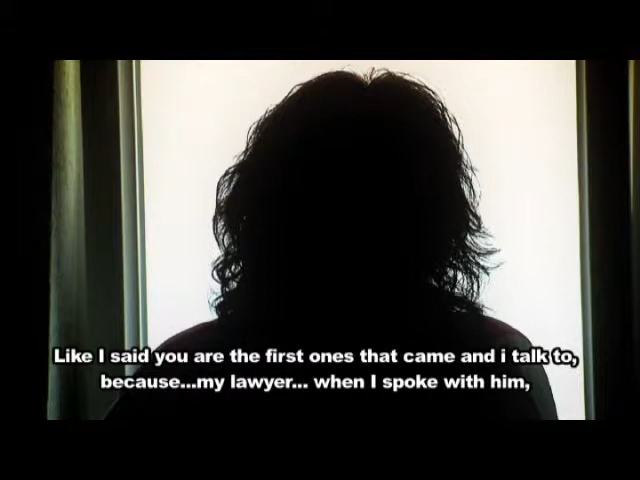 Like I said you are the first ones that came and i talk to,
because...my lawyer... when I spoke with him,